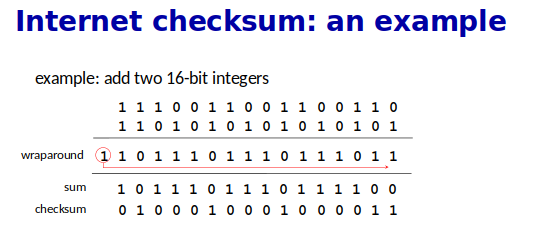 Internet checksum: an example
example: add two 16-bit integers
1 1 1 0 0 1 1 0 0 1 1 0 0 1 1 0
1 1 0 1 0 1 0 1 0 1 0 1 0 1 0 1
wraparound 1 1 0 1 1 1 0 1 1 1 0 1 1 1 0 1 1
sum 1 0 1 1 1 0 1 1 1 0 1 1 1 1 0 0
checksum 0 1 0 0 0 1 0 0 0 1 0 0 0 0 1 1